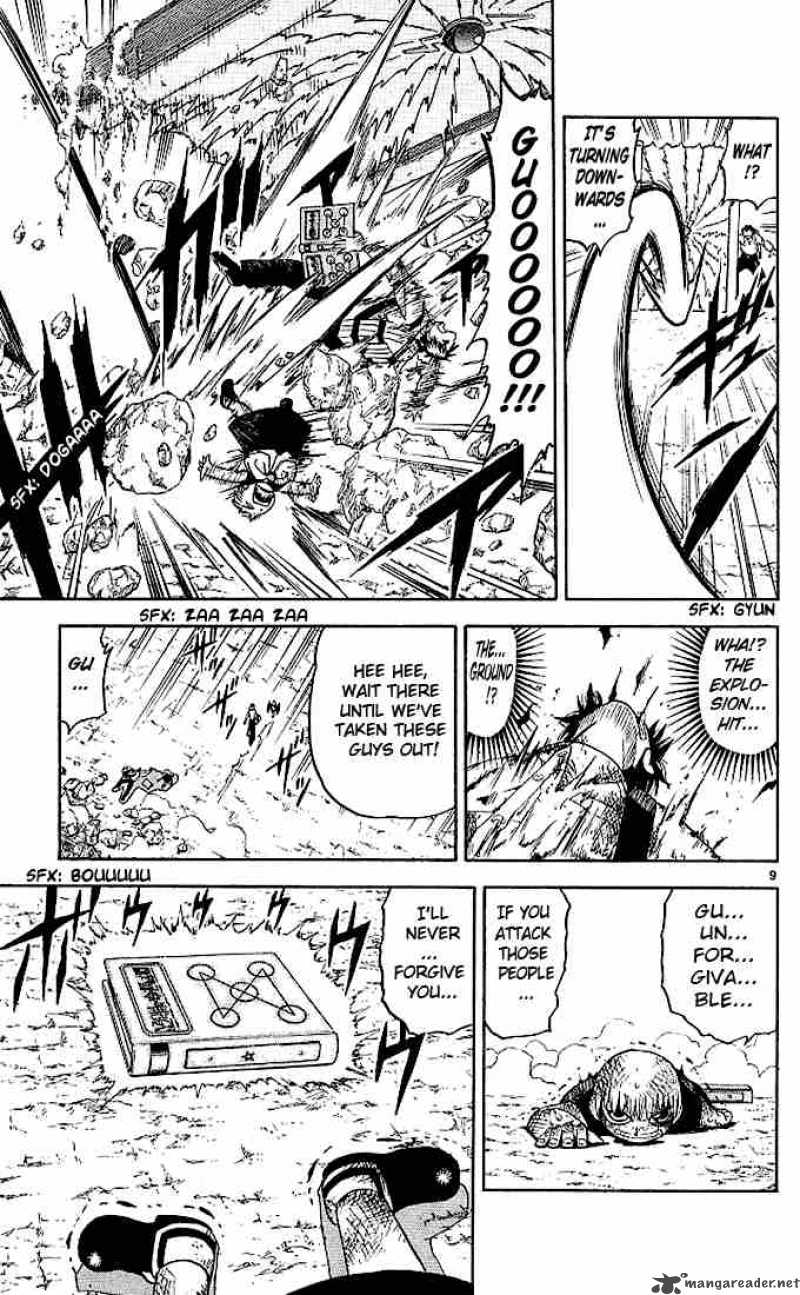 WHAT
!?
IT'S
TURNING
DOWN-
WARDS
...
SFX: GYUN
GUOOOOOOO!!!
SFX: DOGAAAA
SFX: ZAA ZAA ZAA
WHA!?
THE
EXPLO-
SION...
HIT...
THE...
GROUND
!?
HEE HEE,
WAIT THERE
UNTIL WE'VE
TAKEN THESE
GUYS OUT!
GU
...
9
SFX: BOUUUUU
GU...
UN...
FOR...
GIVA...
BLE...
IF YOU
ATTACK
THOSE
PEOPLE
...
I'LL
NEVER
...
FORGIVE
YOU...
mangareader.net